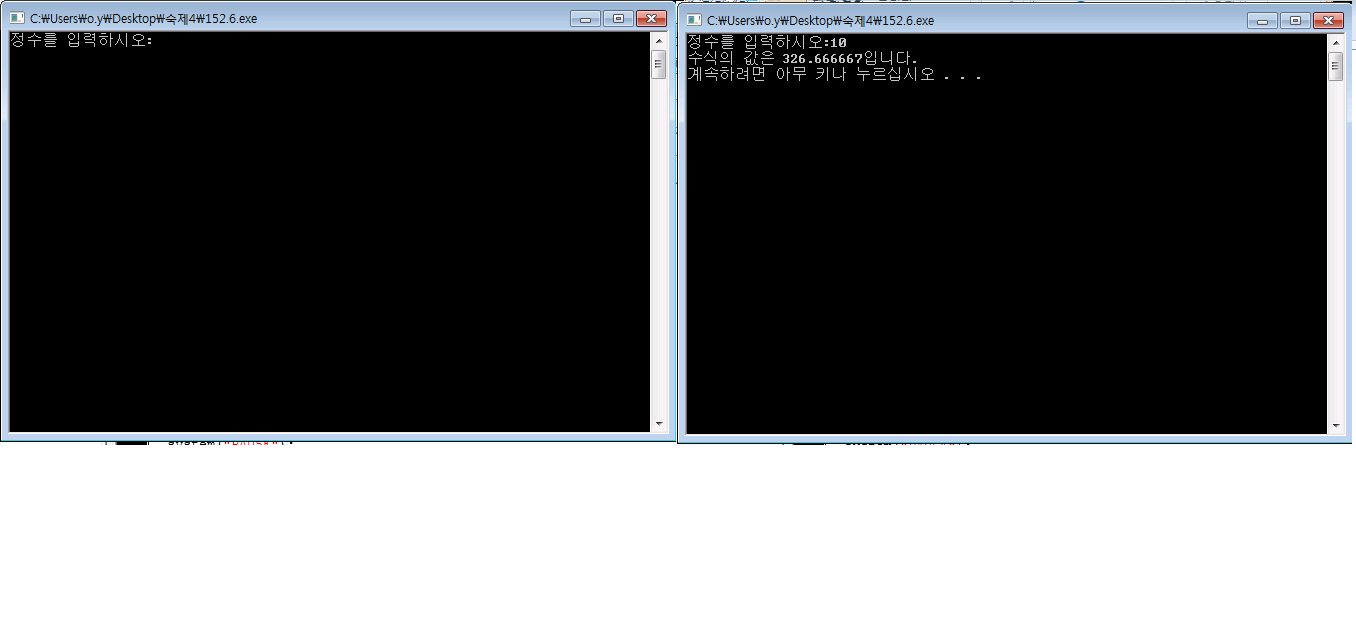 C:\Users\o.y\Desktop\숙제4\152.6.exe
정수를 입력하시오:
C:\Users\o.y\Desktop\숙제4\152.6.exe
정수를 입력하시오:10
수식의 값은 326.666667입니다.
계속하려면 아무 키나 누르십시오 . . .